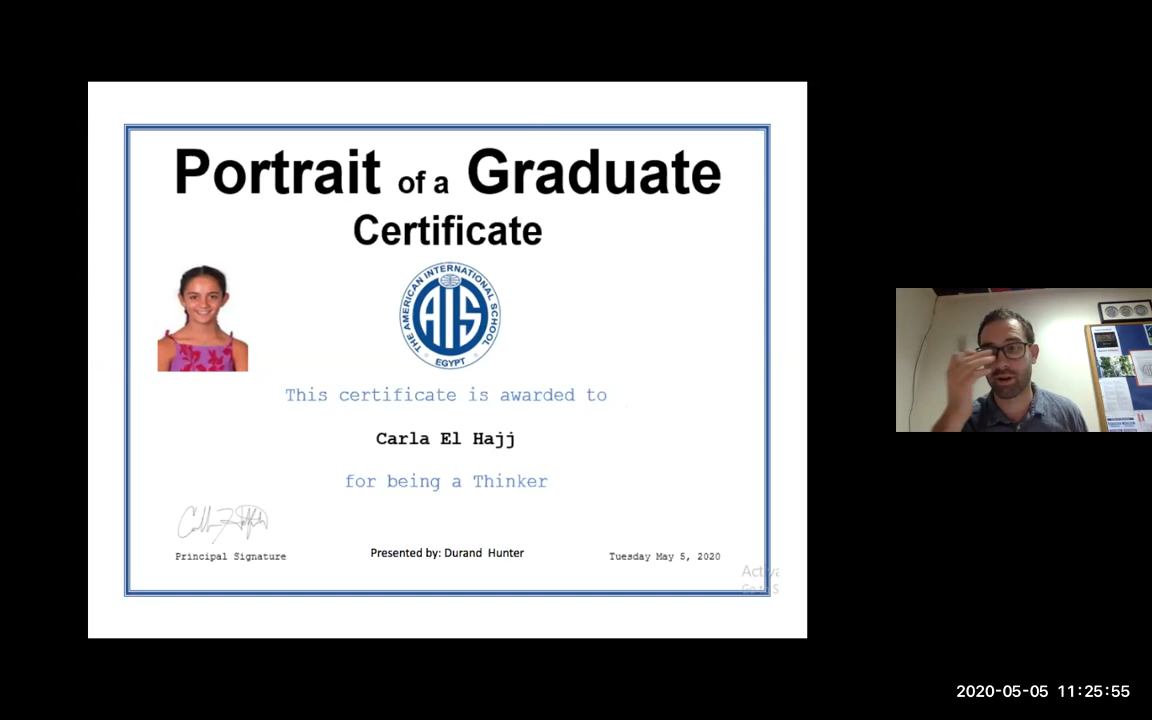 Portrait of a Graduate
Certificate
THE AMERICAN INTERNATIONAL SCHOOL
AIS
EGYPT
This certificate is awarded to
Carla El Hajj
for being a Thinker
Principal Signature
Presented by: Durand Hunter
Tuesday May 5, 2020
2020-05-05 11:25:55